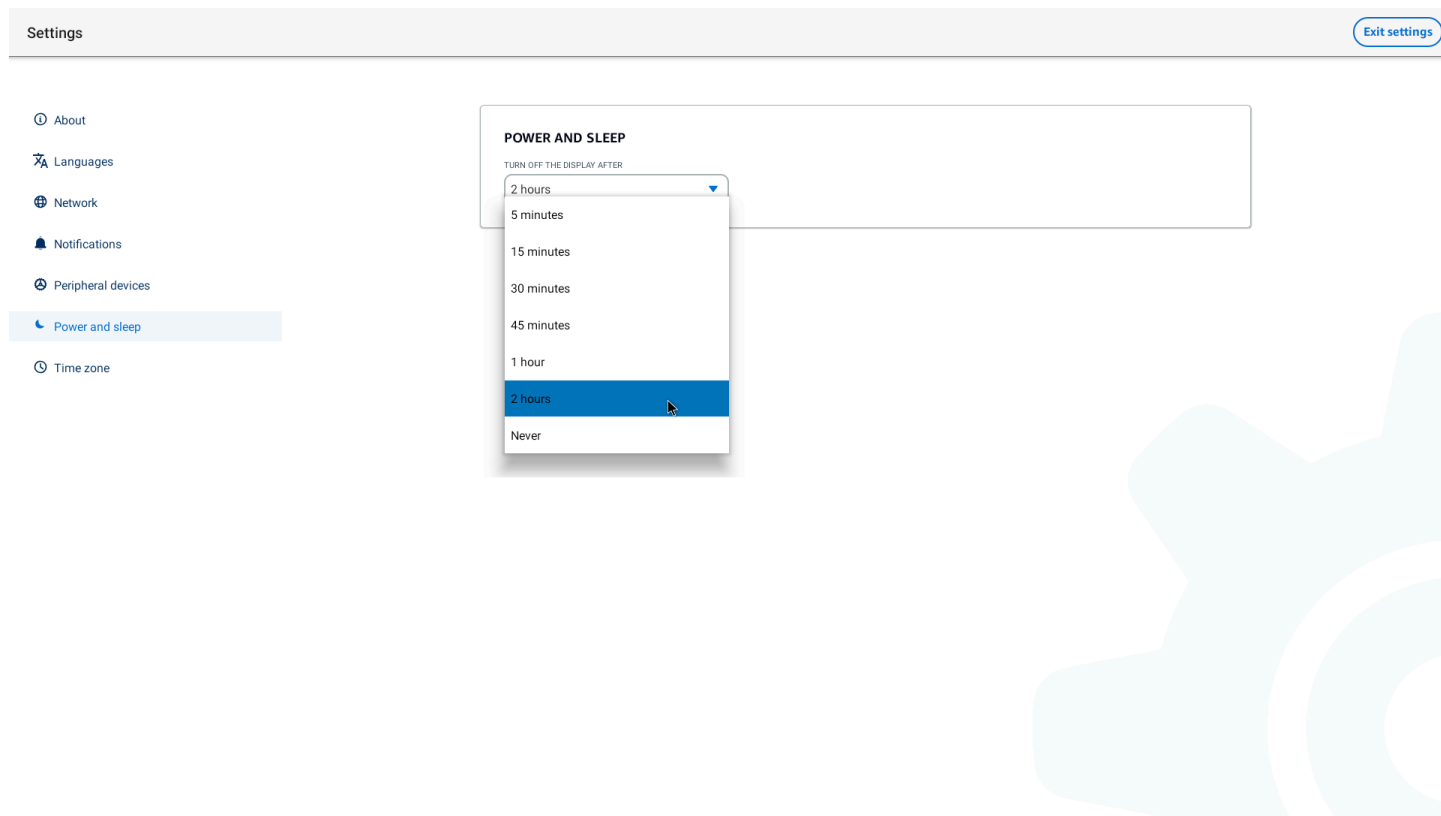 Settings
Exit settings
About
Languages
Network
Notifications
Peripheral devices
Power and sleep
Time zone
POWER AND SLEEP
TURN OFF THE DISPLAY AFTER
2 hours
5 minutes
15 minutes
30 minutes
45 minutes
1 hour
2 hours
Never